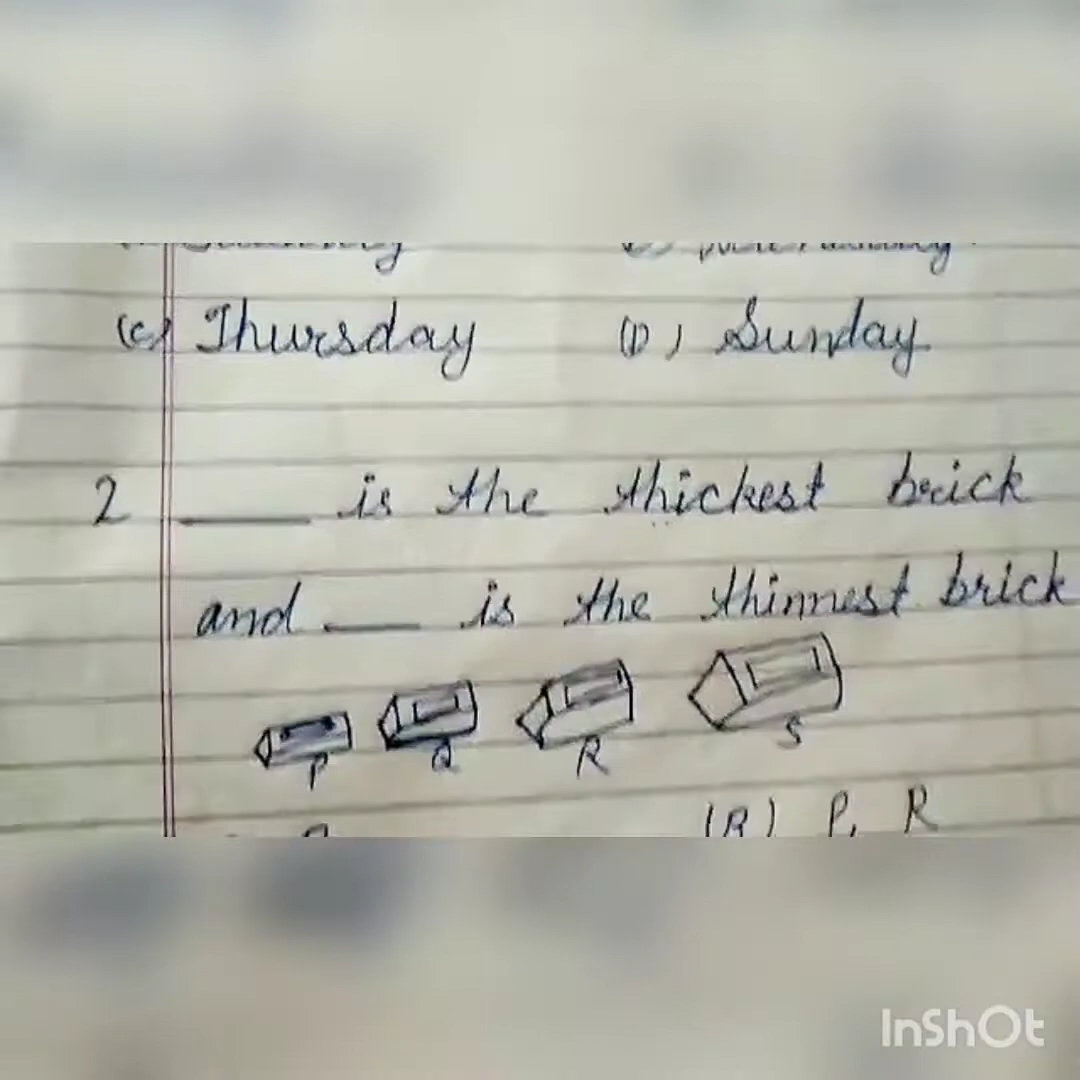 (C) Thursday (D) Sunday
2 ____ is the thickest brick
and ____ is the thinnest brick
P Q R S
(B) P, R
InShOt